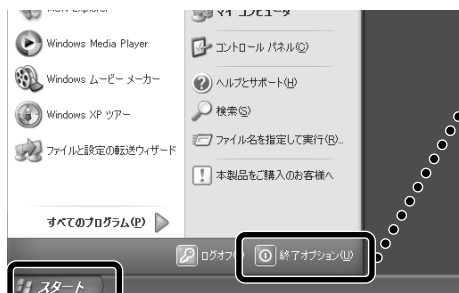 MSN Explorer
Windows Media Player
Windows ムービー メーカー
Windows XP ツアー
ファイルと設定の転送ウィザード
すべてのプログラム(P)
マイ コンピュータ
コントロール パネル(C)
ヘルプとサポート(H)
検索(S)
ファイル名を指定して実行(R)...
本製品をご購入のお客様へ
ログオフ(
終了オプション(U)
スタート